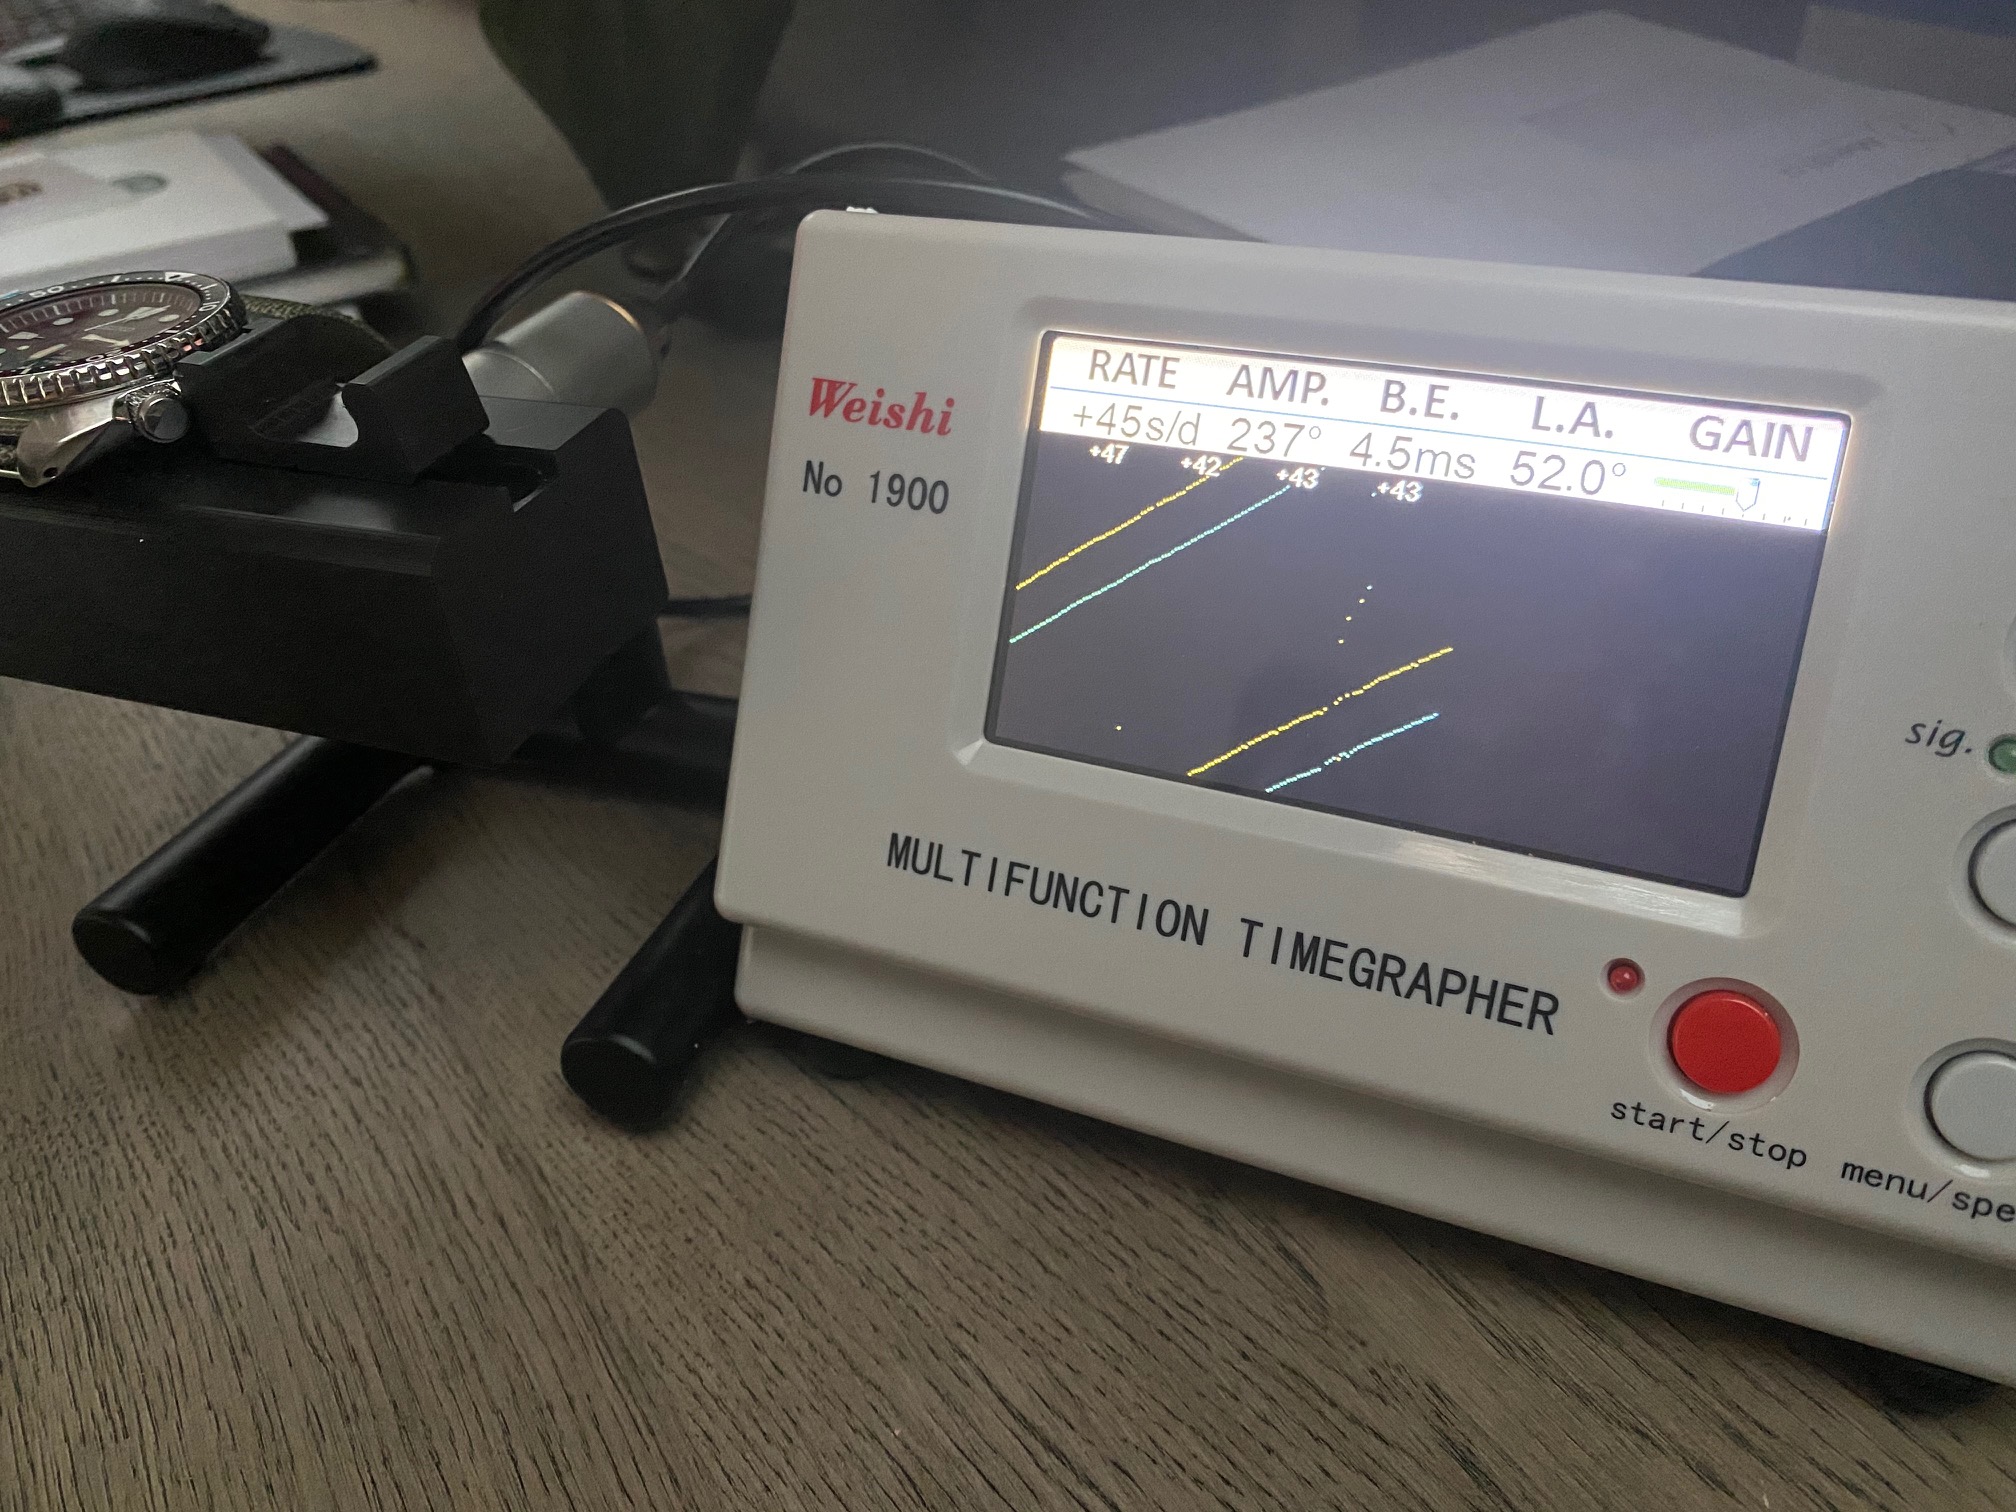 Weishi
No 1900
RATE AMP. B.E. L.A. GAIN
+45s/d 237° 4.5ms 52.0°
+47 +42 +43 +43
sig.
MULTIFUNCTION TIMEGRAPHER
start/stop
menu/spe
50